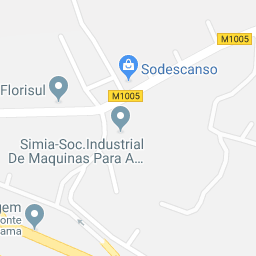 M1005
Sodescanso
Florisul
M1005
Simia-Soc.Industrial
De Maquinas Para A...
gem
onte
ama